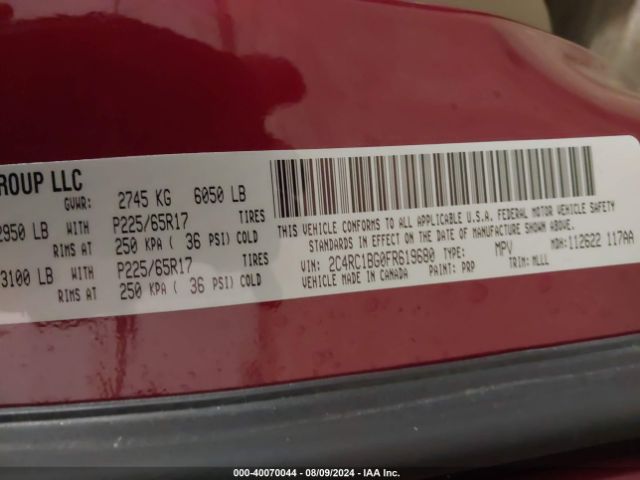 GROUP LLC
GVWR: 2745 KG 6050 LB
2950 LB WITH P225/65R17 TIRES
RIMS AT 250 KPA ( 36 PSI) COLD
3100 LB WITH P225/65R17 TIRES
RIMS AT 250 KPA ( 36 PSI) COLD
THIS VEHICLE CONFORMS TO ALL APPLICABLE U.S.A. FEDERAL MOTOR VEHICLE SAFETY
STANDARDS IN EFFECT ON THE DATE OF MANUFACTURE SHOWN ABOVE.
VIN: 2C4RC1BG0FR619680 TYPE: MPV MDH: 112622 117AA
VEHICLE MADE IN CANADA PAINT: PRP TRIM: MLLL
000-40070044 - 08/09/2024 - IAA Inc.